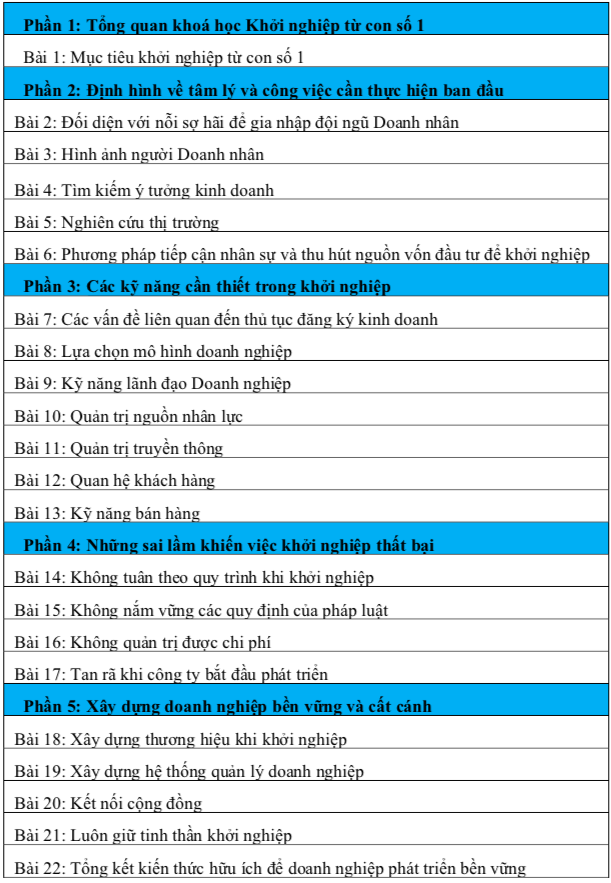 Phần 1: Tổng quan khoá học Khởi nghiệp từ con số 1
Bài 1: Mục tiêu khởi nghiệp từ con số 1
Phần 2: Định hình về tâm lý và công việc cần thực hiện ban đầu
Bài 2: Đối diện với nỗi sợ hãi để gia nhập đội ngũ Doanh nhân
Bài 3: Hình ảnh người Doanh nhân
Bài 4: Tìm kiếm ý tưởng kinh doanh
Bài 5: Nghiên cứu thị trường
Bài 6: Phương pháp tiếp cận nhân sự và thu hút nguồn vốn đầu tư để khởi nghiệp
Phần 3: Các kỹ năng cần thiết trong khởi nghiệp
Bài 7: Các vấn đề liên quan đến thủ tục đăng ký kinh doanh
Bài 8: Lựa chọn mô hình doanh nghiệp
Bài 9: Kỹ năng lãnh đạo Doanh nghiệp
Bài 10: Quản trị nguồn nhân lực
Bài 11: Quản trị truyền thông
Bài 12: Quan hệ khách hàng
Bài 13: Kỹ năng bán hàng
Phần 4: Những sai lầm khiến việc khởi nghiệp thất bại
Bài 14: Không tuân theo quy trình khi khởi nghiệp
Bài 15: Không nắm vững các quy định của pháp luật
Bài 16: Không quản trị được chi phí
Bài 17: Tan rã khi công ty bắt đầu phát triển
Phần 5: Xây dựng doanh nghiệp bền vững và cất cánh
Bài 18: Xây dựng thương hiệu khi khởi nghiệp
Bài 19: Xây dựng hệ thống quản lý doanh nghiệp
Bài 20: Kết nối cộng đồng
Bài 21: Luôn giữ tinh thần khởi nghiệp
Bài 22: Tổng kết kiến thức hữu ích để doanh nghiệp phát triển bền vững